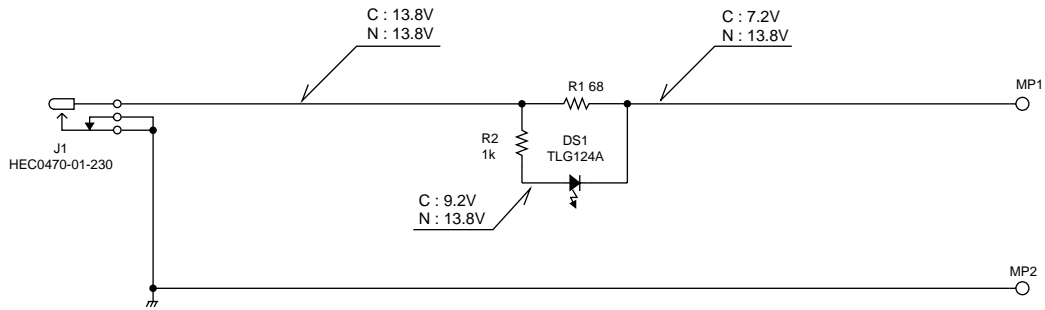 C : 13.8V
N : 13.8V
C : 7.2V
N : 13.8V
R1 68
MP1
J1
HEC0470-01-230
R2
1k
DS1
TLG124A
C : 9.2V
N : 13.8V
MP2